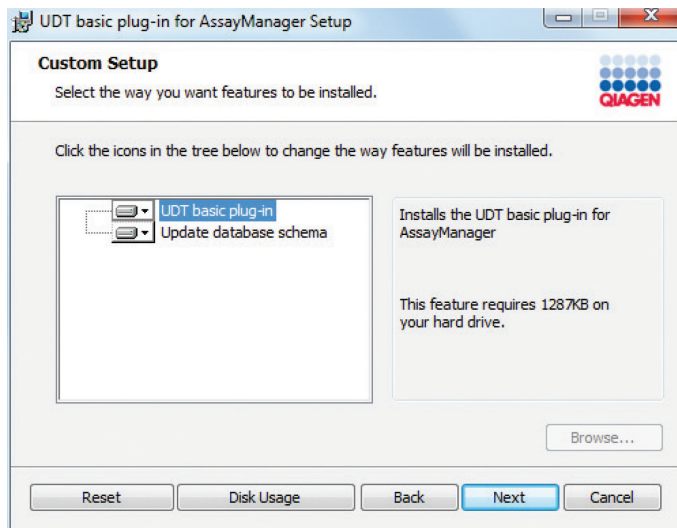 UDT basic plug-in for AssayManager Setup
X
Custom Setup
Select the way you want features to be installed.
QIAGEN
Click the icons in the tree below to change the way features will be installed.
UDT basic plug-in
Update database schema
Installs the UDT basic plug-in for
AssayManager
This feature requires 1287KB on
your hard drive.
Browse...
Reset
Disk Usage
Back
Next
Cancel